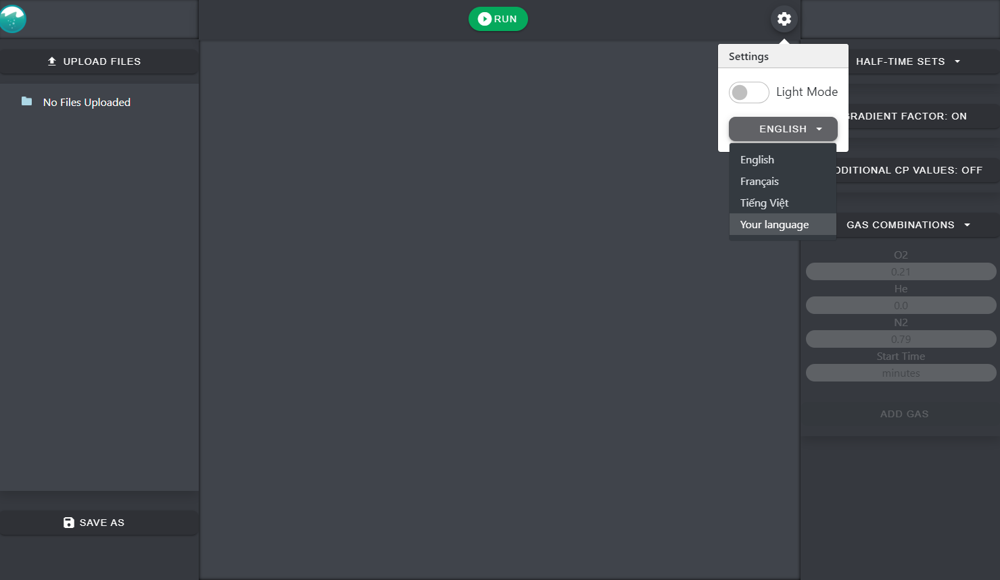 RUN
UPLOAD FILES
No Files Uploaded
SAVE AS
Settings
Light Mode
ENGLISH
English
Français
Tiếng Việt
Your language
HALF-TIME SETS
GRADIENT FACTOR: ON
DDITIONAL CP VALUES: OFF
GAS COMBINATIONS
O2
0.21
He
0.0
N2
0.79
Start Time
minutes
ADD GAS